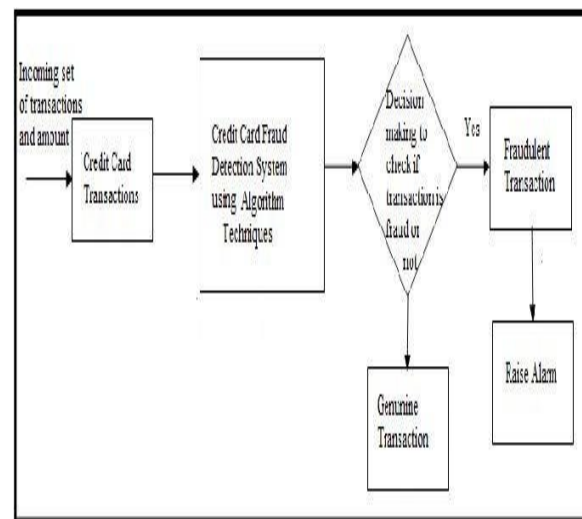 Incoming set
of transactions
and amount
Credit Card
Transactions
Credit Card Fraud
Detection System
using Algorithm
Techniques
Decision
making to
check if
transaction is
fraud or
not
Yes
Fraudulent
Transaction
Raise Alarm
Genunine
Transaction